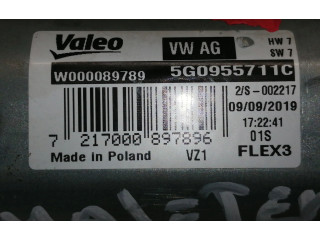 Valeo VW AG HW 7
SW 7
W000089789 5G0955711C
2/S-002217
09/09/2019
17:22:41
7 217000 897896 01S
Made in Poland VZ1 FLEX3